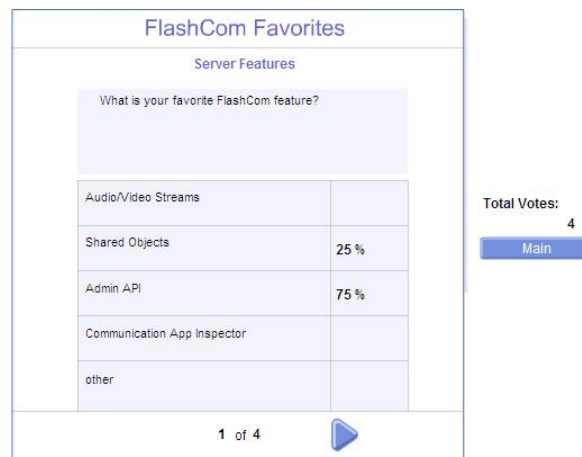 FlashCom Favorites
Server Features
What is your favorite FlashCom feature?
Audio/Video Streams
Shared Objects 25 %
Admin API 75 %
Communication App Inspector
other
1 of 4
Total Votes:
4
Main